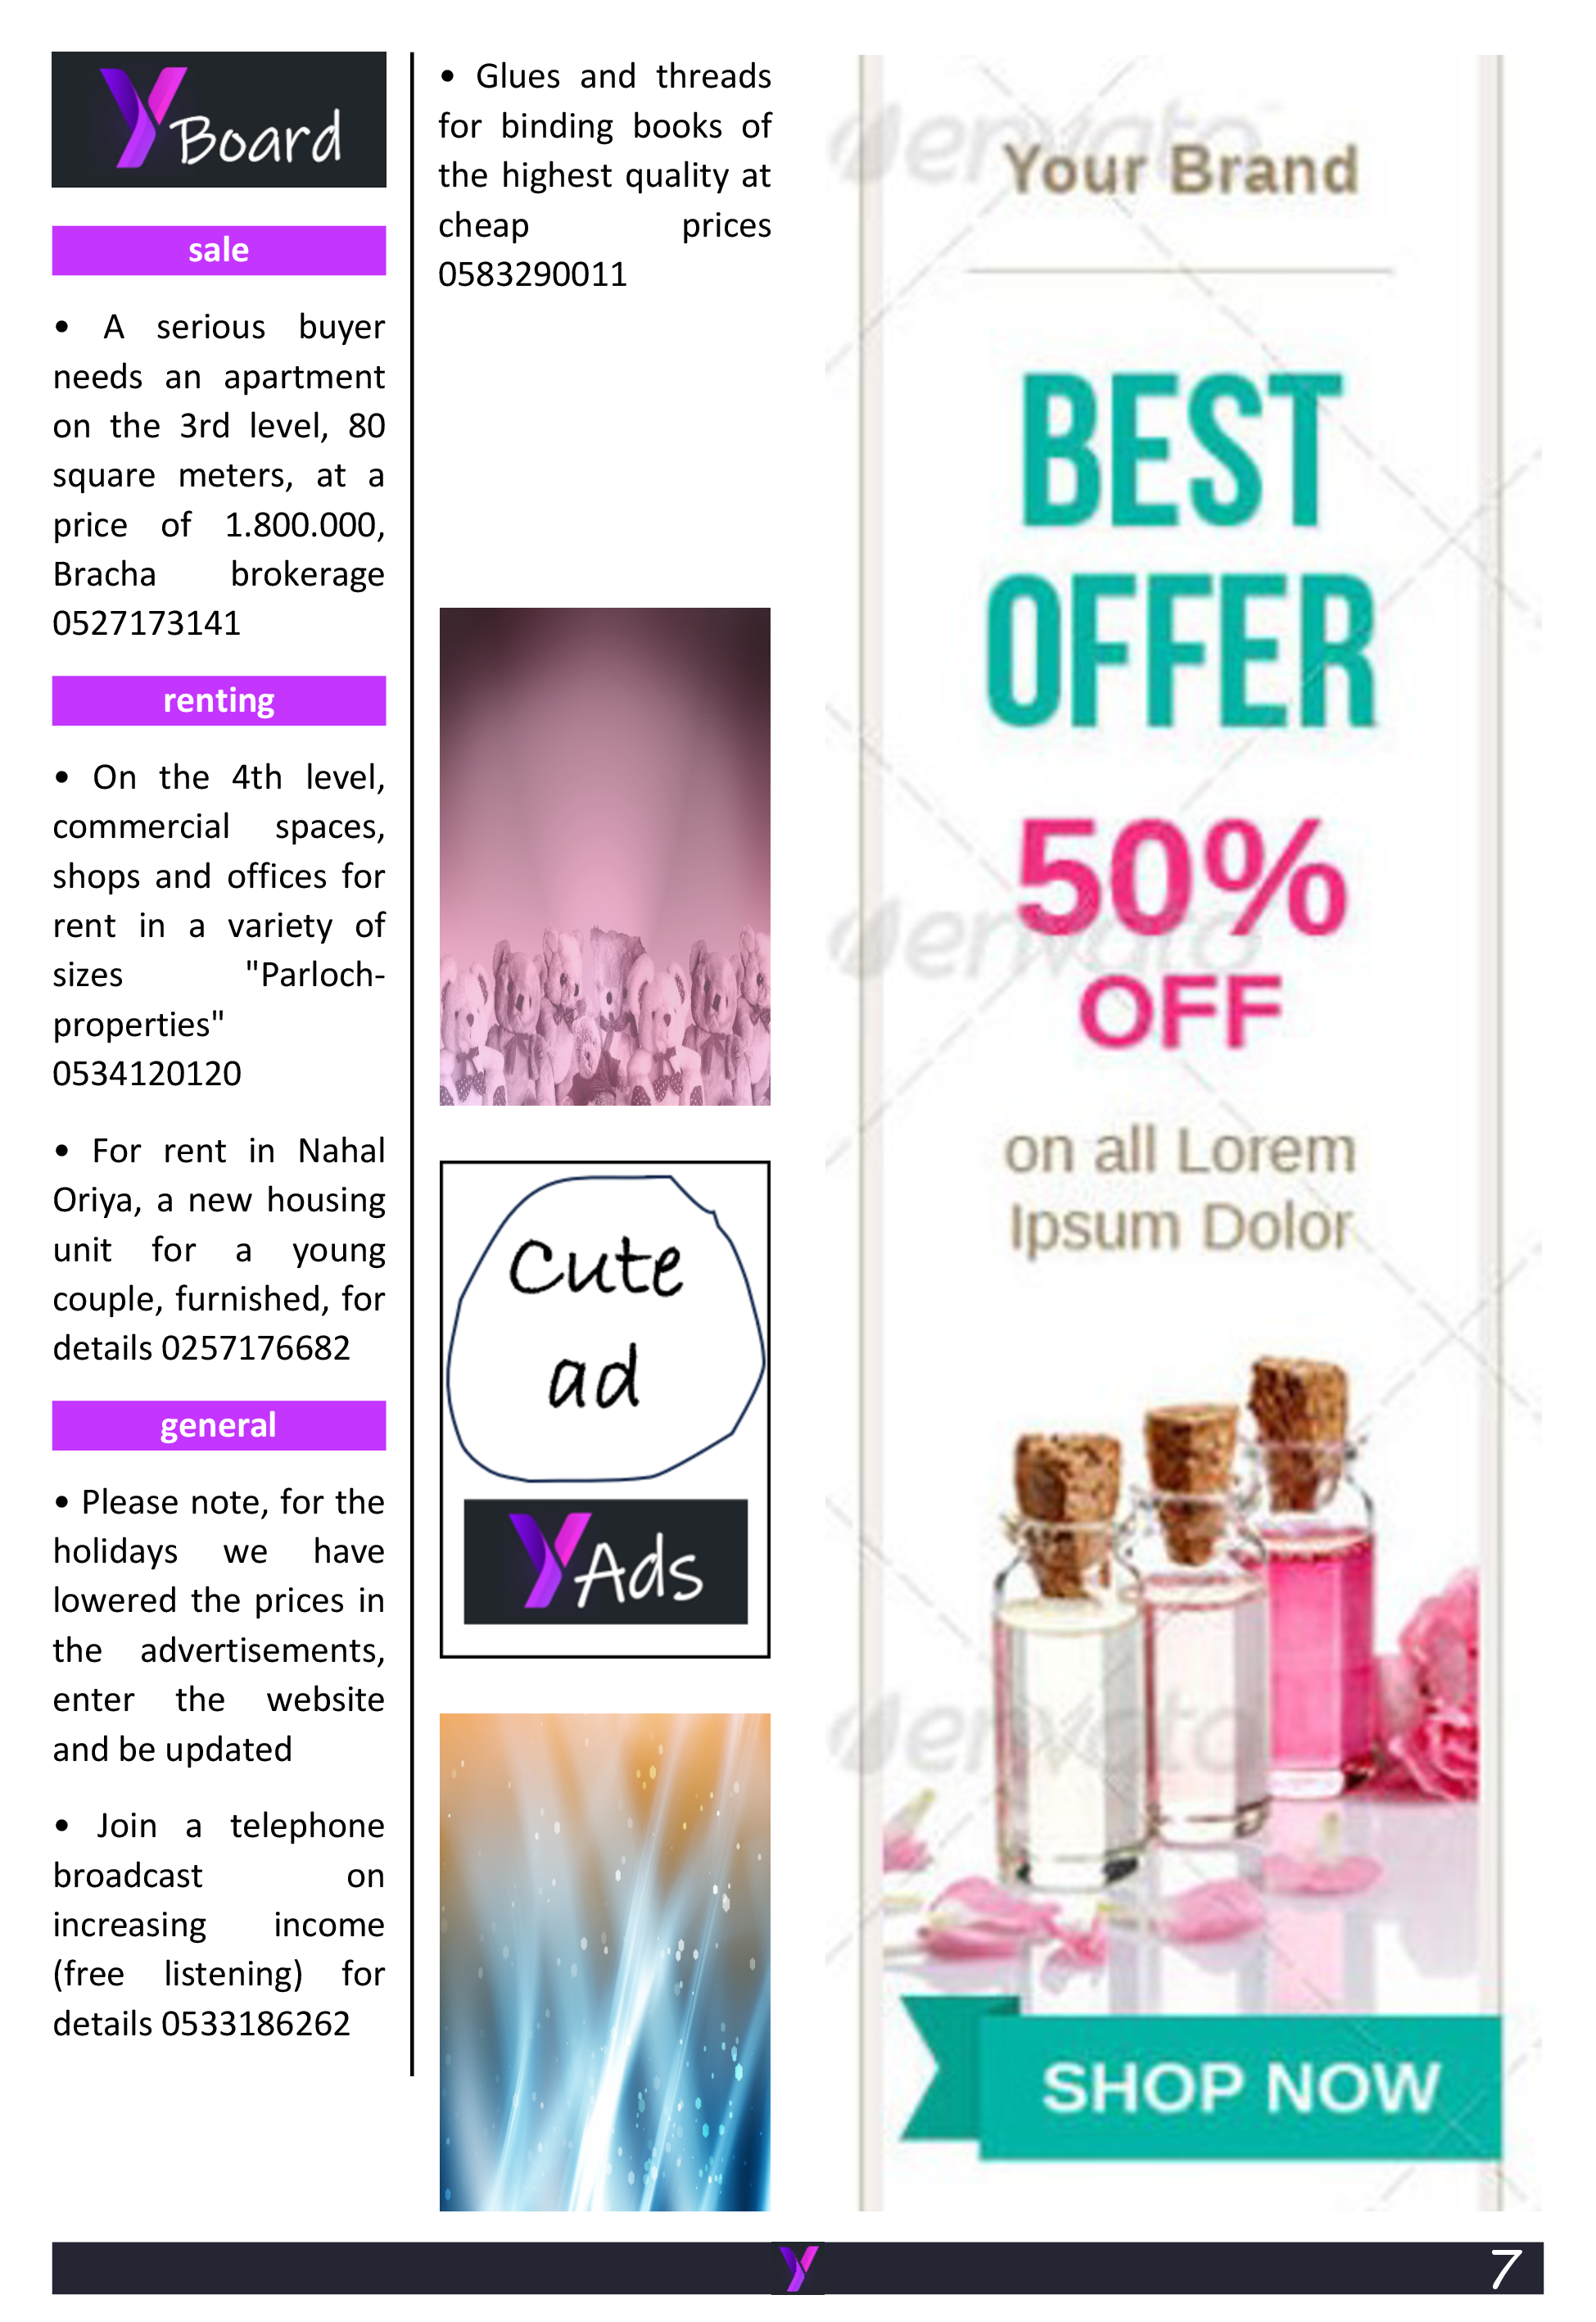 Y Board
sale
• A serious buyer
needs an apartment
on the 3rd level, 80
square meters, at a
price of 1.800.000,
Bracha brokerage
0527173141
renting
• On the 4th level,
commercial spaces,
shops and offices for
rent in a variety of
sizes "Parloch-
properties"
0534120120
• For rent in Nahal
Oriya, a new housing
unit for a young
couple, furnished, for
details 0257176682
general
• Please note, for the
holidays we have
lowered the prices in
the advertisements,
enter the website
and be updated
• Join a telephone
broadcast on
increasing income
(free listening) for
details 0533186262
• Glues and threads
for binding books of
the highest quality at
cheap prices
0583290011
Cute
ad
Y Ads
envato
Your Brand
BEST
OFFER
50%
envato
OFF
on all Lorem
Ipsum Dolor
envato
SHOP NOW
Y
7